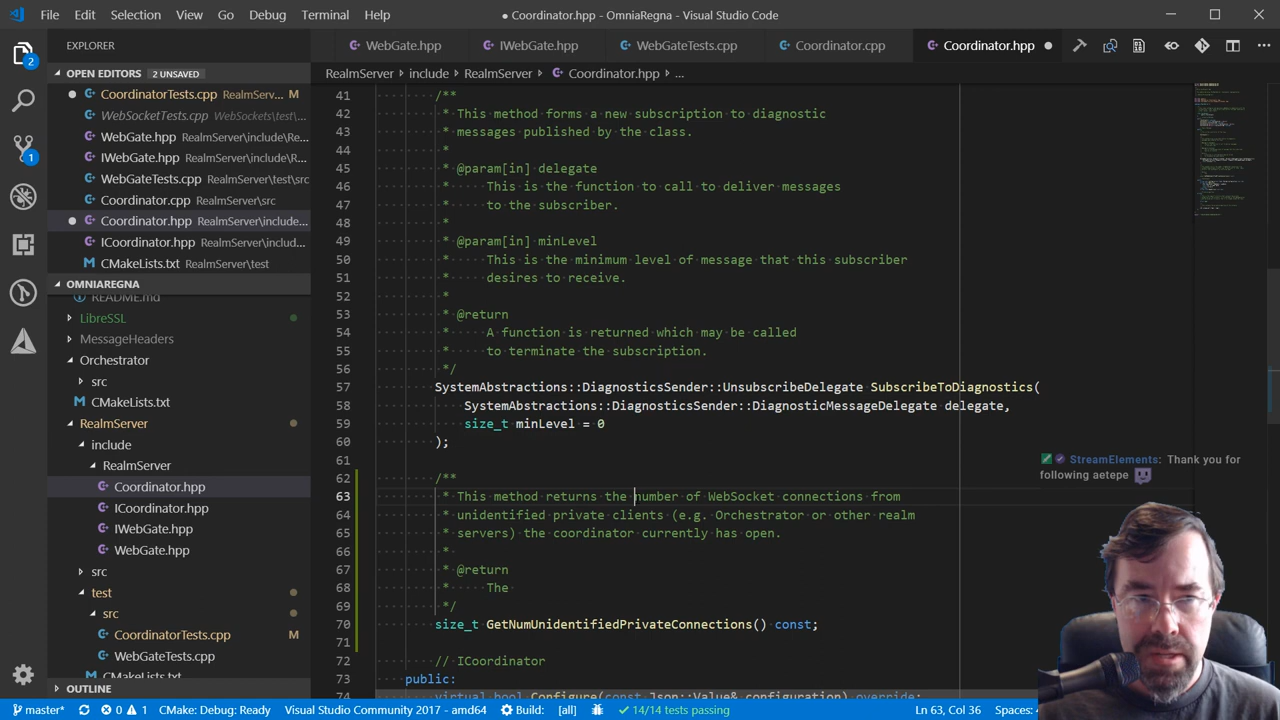 File Edit Selection View Go Debug Terminal Help
● Coordinator.hpp - OmniaRegna - Visual Studio Code
EXPLORER
WebGate.hpp
IWebGate.hpp
WebGateTests.cpp
Coordinator.cpp
Coordinator.hpp
RealmServer > include > RealmServer > Coordinator.hpp > ...
OPEN EDITORS 2 UNSAVED
CoordinatorTests.cpp RealmServ... M
WebSocketTests.cpp WebSockets\test\...
WebGate.hpp RealmServer\include\Re...
IWebGate.hpp RealmServer\include\R...
WebGateTests.cpp RealmServer\test\src
Coordinator.cpp RealmServer\src
Coordinator.hpp RealmServer\include...
ICoordinator.hpp RealmServer\includ...
CMakeLists.txt RealmServer\test
OMNIAREGNA
README.md
LibreSSL
MessageHeaders
Orchestrator
src
CMakeLists.txt
RealmServer
include
RealmServer
Coordinator.hpp
ICoordinator.hpp
IWebGate.hpp
WebGate.hpp
src
test
src
CoordinatorTests.cpp M
WebGateTests.cpp
CMakeLists.txt
OUTLINE
2
1
41 /**
42 * This method forms a new subscription to diagnostic
43 * messages published by the class.
44 *
45 * @param[in] delegate
46 * This is the function to call to deliver messages
47 * to the subscriber.
48 *
49 * @param[in] minLevel
50 * This is the minimum level of message that this subscriber
51 * desires to receive.
52 *
53 * @return
54 * A function is returned which may be called
55 * to terminate the subscription.
56 */
57 SystemAbstractions::DiagnosticsSender::UnsubscribeDelegate SubscribeToDiagnostics(
58 SystemAbstractions::DiagnosticsSender::DiagnosticMessageDelegate delegate,
59 size_t minLevel = 0
60 );
61
62 /**
63 * This method returns the number of WebSocket connections from
64 * unidentified private clients (e.g. Orchestrator or other realm
65 * servers) the coordinator currently has open.
66 *
67 * @return
68 * The
69 */
70 size_t GetNumUnidentifiedPrivateConnections() const;
71
72 // ICoordinator
73 public:
74 virtual bool Configure(const Json::Value& configuration) override;
StreamElements: Thank you for
following aetepe
master* 0 1 CMake: Debug: Ready Visual Studio Community 2017 - amd64 Build: [all] 14/14 tests passing Ln 63, Col 36 Spaces: